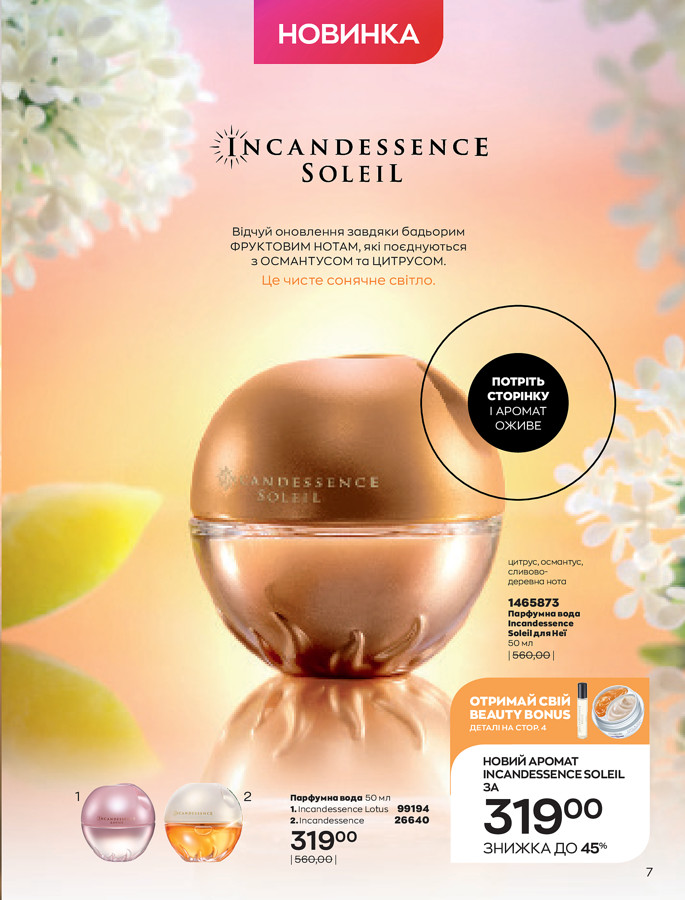 НОВИНКА
INCANDESSENCE
SOLEIL
Відчуй оновлення завдяки бадьорим
ФРУКТОВИМ НОТАМ, які поєднуються
з ОСМАНТУСОМ та ЦИТРУСОМ.
Це чисте сонячне світло.
ПОТРІТЬ
СТОРІНКУ
І АРОМАТ
ОЖИВЕ
INCANDESSENCE
SOLEIL
цитрус, османтус,
сливово-
деревна нота
1465873
Парфумна вода
Incandessence
Soleil для Неї
50 мл
|560,00|
ОТРИМАЙ СВІЙ
BEAUTY BONUS
ДЕТАЛІ НА СТОР. 4
НОВИЙ АРОМАТ
INCANDESSENCE SOLEIL
ЗА
31900
ЗНИЖКА ДО 45%
1
INCANDESSENCE
LOTUS
2
INCANDESSENCE
Парфумна вода 50 мл
1. Incandessence Lotus 99194
2. Incandessence 26640
31900
|560,00|
7